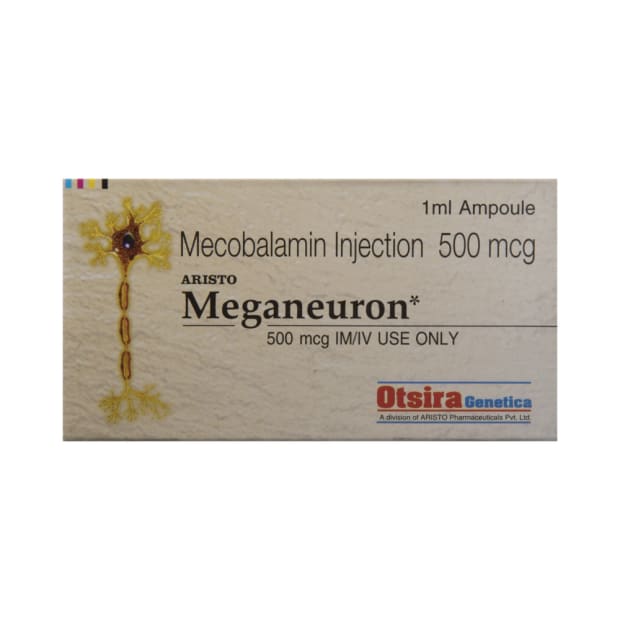 1ml Ampoule
Mecobalamin Injection 500 mcg
ARISTO
Meganeuron*
500 mcg IM/IV USE ONLY
Otsira Genetica
A division of ARISTO Pharmaceuticals Pvt. Ltd.